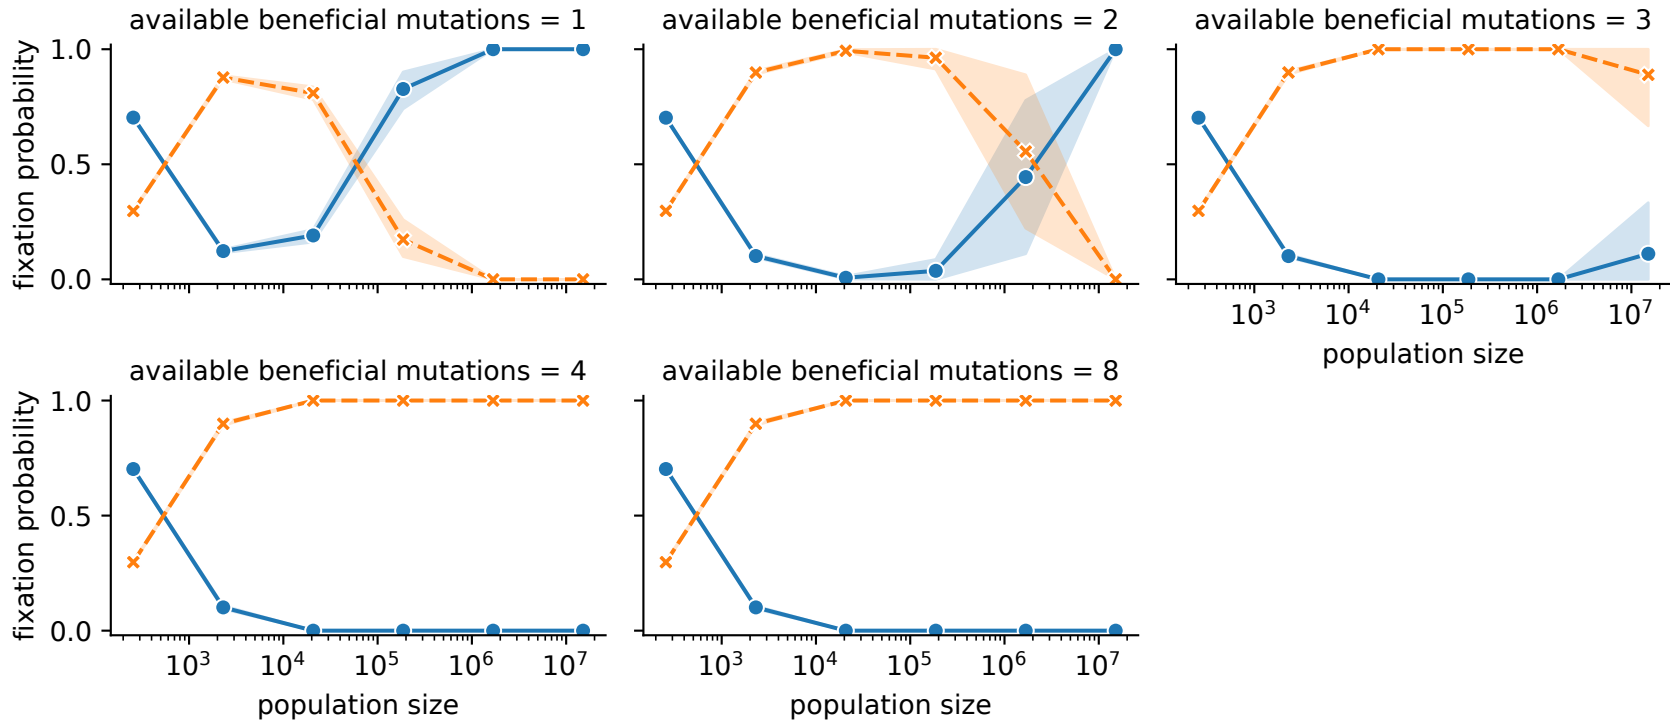 available beneficial mutations = 1
available beneficial mutations = 2
available beneficial mutations = 3
fixation probability
1.0
0.5
0.0
10³ 10⁴ 10⁵ 10⁶ 10⁷
population size
available beneficial mutations = 4
available beneficial mutations = 8
fixation probability
1.0
0.5
0.0
10³ 10⁴ 10⁵ 10⁶ 10⁷
10³ 10⁴ 10⁵ 10⁶ 10⁷
population size
population size